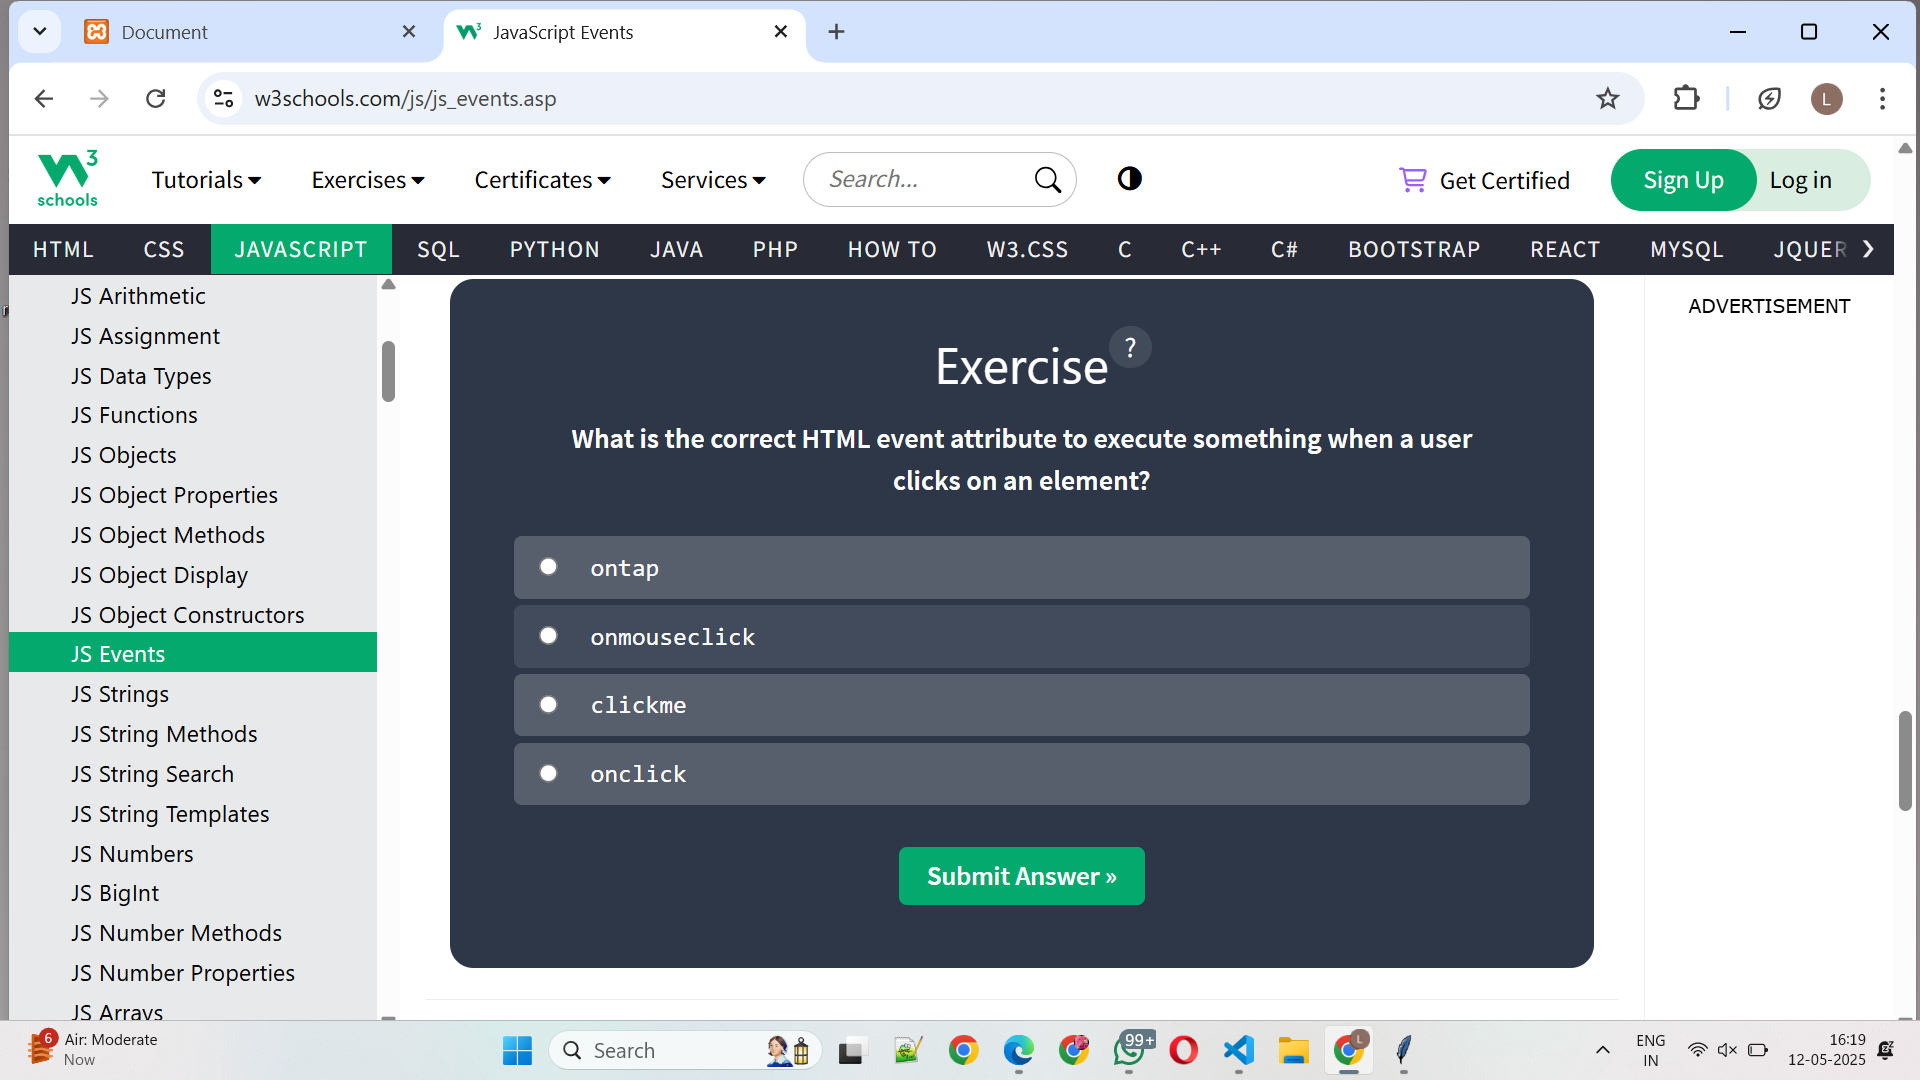 Document
JavaScript Events
w3schools.com/js/js_events.asp
L
W3
schools
Tutorials
Exercises
Certificates
Services
Search...
Get Certified
Sign Up
Log in
HTML
CSS
JAVASCRIPT
SQL
PYTHON
JAVA
PHP
HOW TO
W3.CSS
C
C++
C#
BOOTSTRAP
REACT
MYSQL
JQUER
JS Arithmetic
JS Assignment
JS Data Types
JS Functions
JS Objects
JS Object Properties
JS Object Methods
JS Object Display
JS Object Constructors
JS Events
JS Strings
JS String Methods
JS String Search
JS String Templates
JS Numbers
JS BigInt
JS Number Methods
JS Number Properties
JS Arrays
Exercise
?
What is the correct HTML event attribute to execute something when a user
clicks on an element?
ontap
onmouseclick
clickme
onclick
Submit Answer »
ADVERTISEMENT
6
Air: Moderate
Now
Search
99+
L
ENG
IN
16:19
12-05-2025